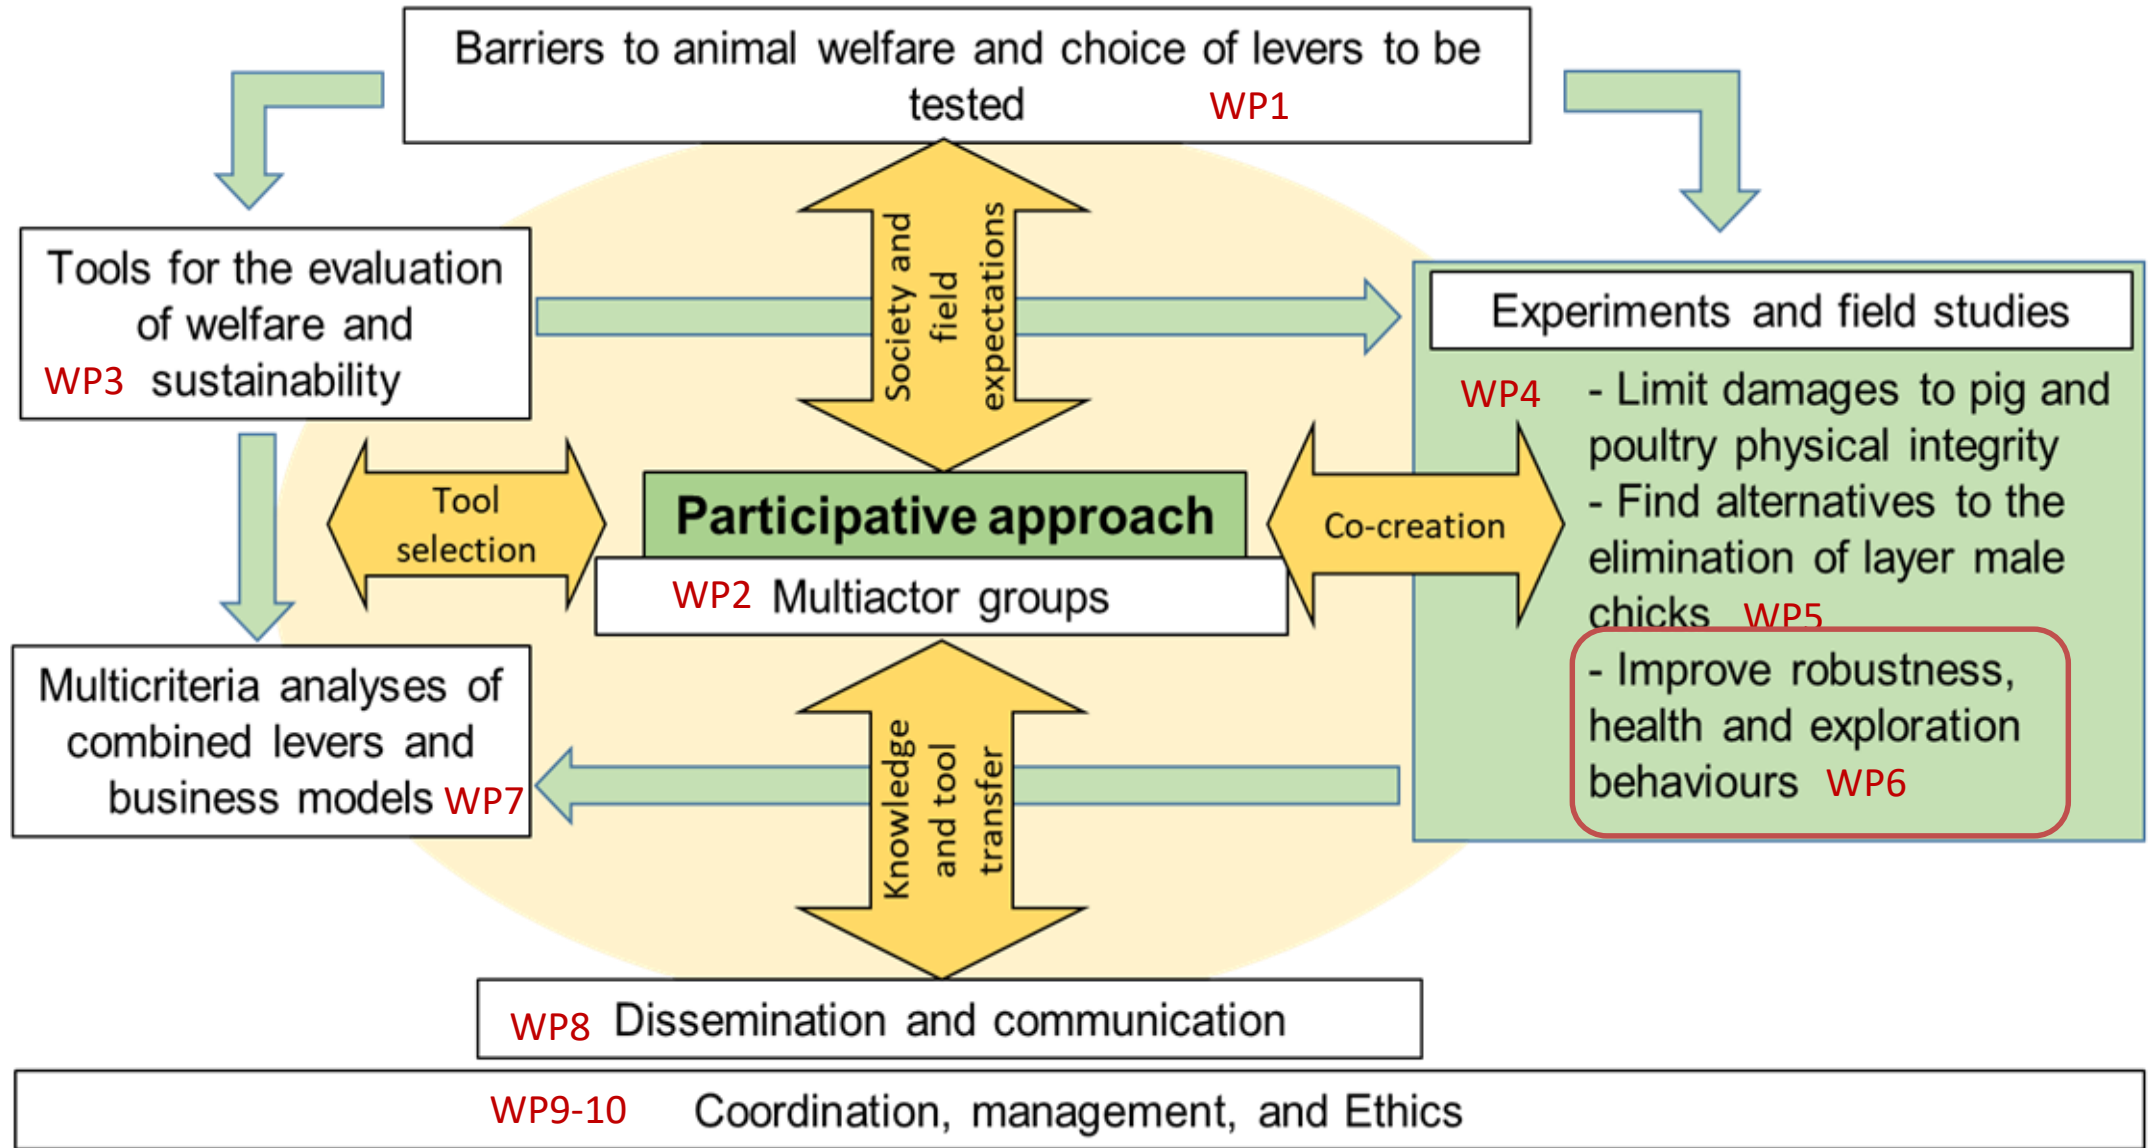 Barriers to animal welfare and choice of levers to be
tested WP1
Society and
field
expectations
Tools for the evaluation
of welfare and
WP3 sustainability
Experiments and field studies
WP4 - Limit damages to pig and
poultry physical integrity
- Find alternatives to the
elimination of layer male
chicks WP5
- Improve robustness,
health and exploration
behaviours WP6
Tool
selection
Participative approach
WP2 Multiactor groups
Co-creation
Multicriteria analyses of
combined levers and
business models WP7
Knowledge
and tool
transfer
WP8 Dissemination and communication
WP9-10 Coordination, management, and Ethics